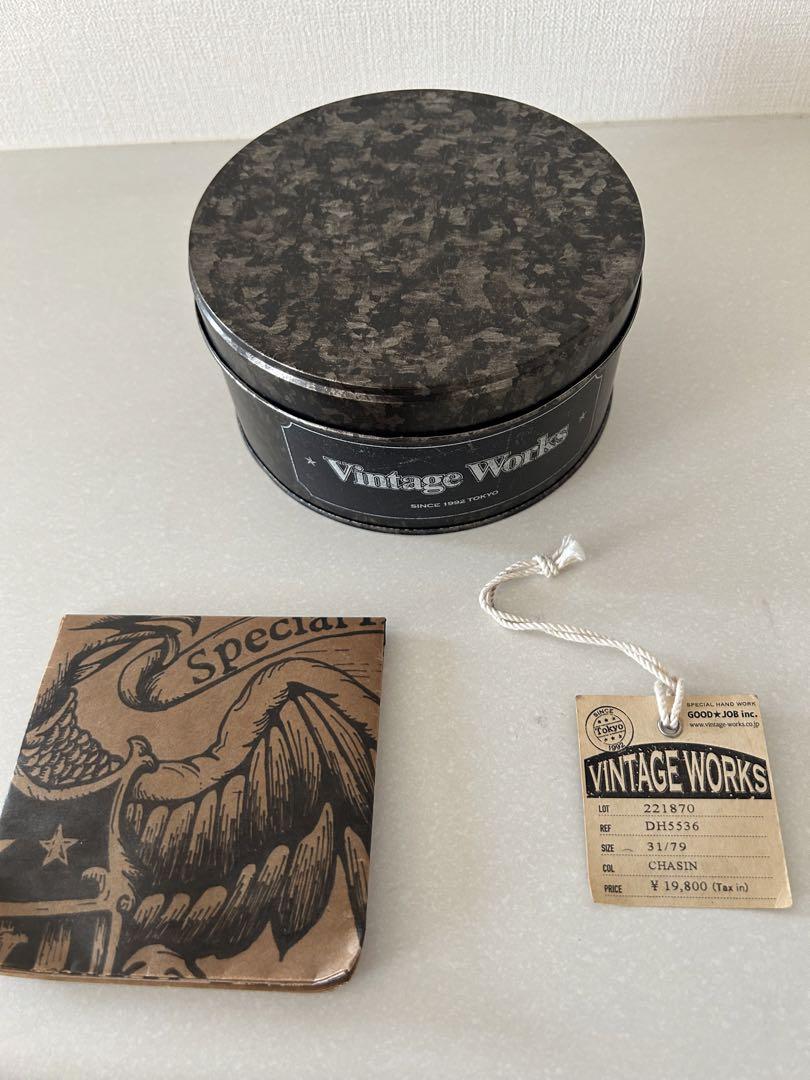 Vintage Works
SINCE 1992 TOKYO
Special
SINCE
Tokyo
1992
SPECIAL HAND WORK
GOOD★JOB inc.
www.vintage-works.co.jp
VINTAGE WORKS
LOT 221870
REF DH5536
SIZE 31/79
COL CHASIN
PRICE ¥ 19,800 (Tax in)